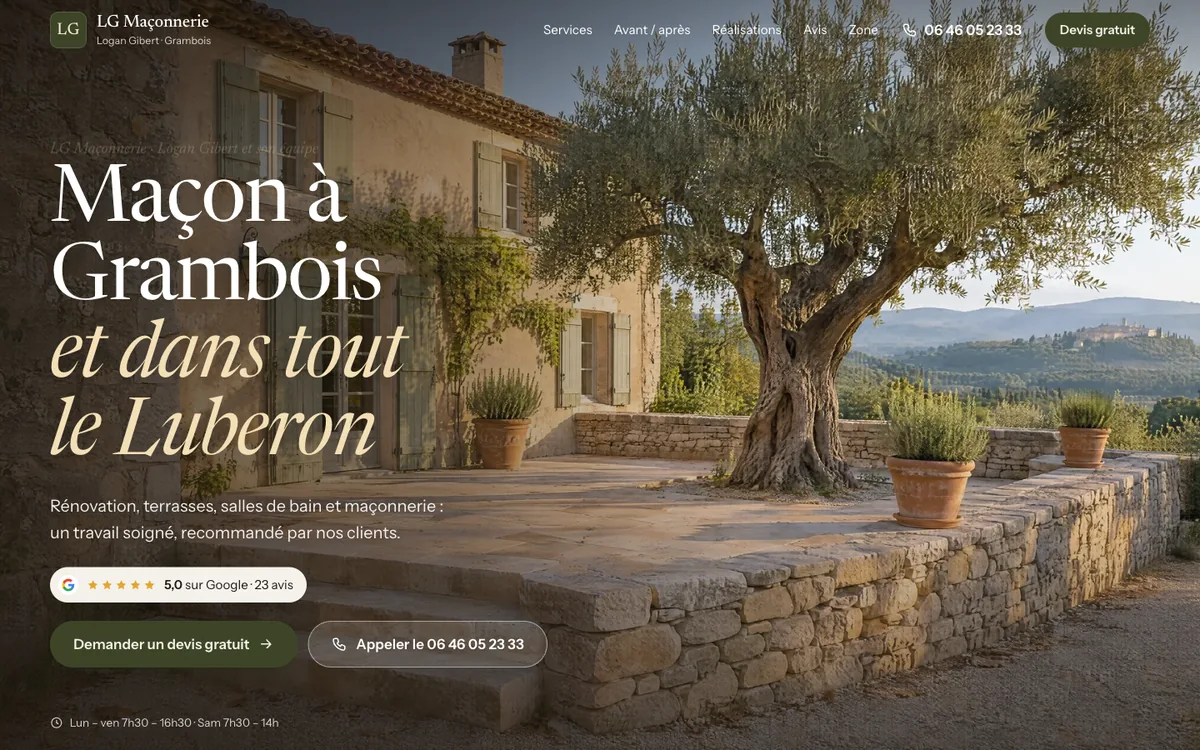 LG
LG Maçonnerie
Logan Gibert · Grambois
Services
Avant / après
Réalisations
Avis
Zone
06 46 05 23 33
Devis gratuit
LG Maçonnerie · Logan Gibert et son équipe
Maçon à
Grambois
et dans tout
le Luberon
Rénovation, terrasses, salles de bain et maçonnerie :
un travail soigné, recommandé par nos clients.
5,0 sur Google · 23 avis
Demander un devis gratuit →
Appeler le 06 46 05 23 33
Lun – ven 7h30 – 16h30 · Sam 7h30 – 14h